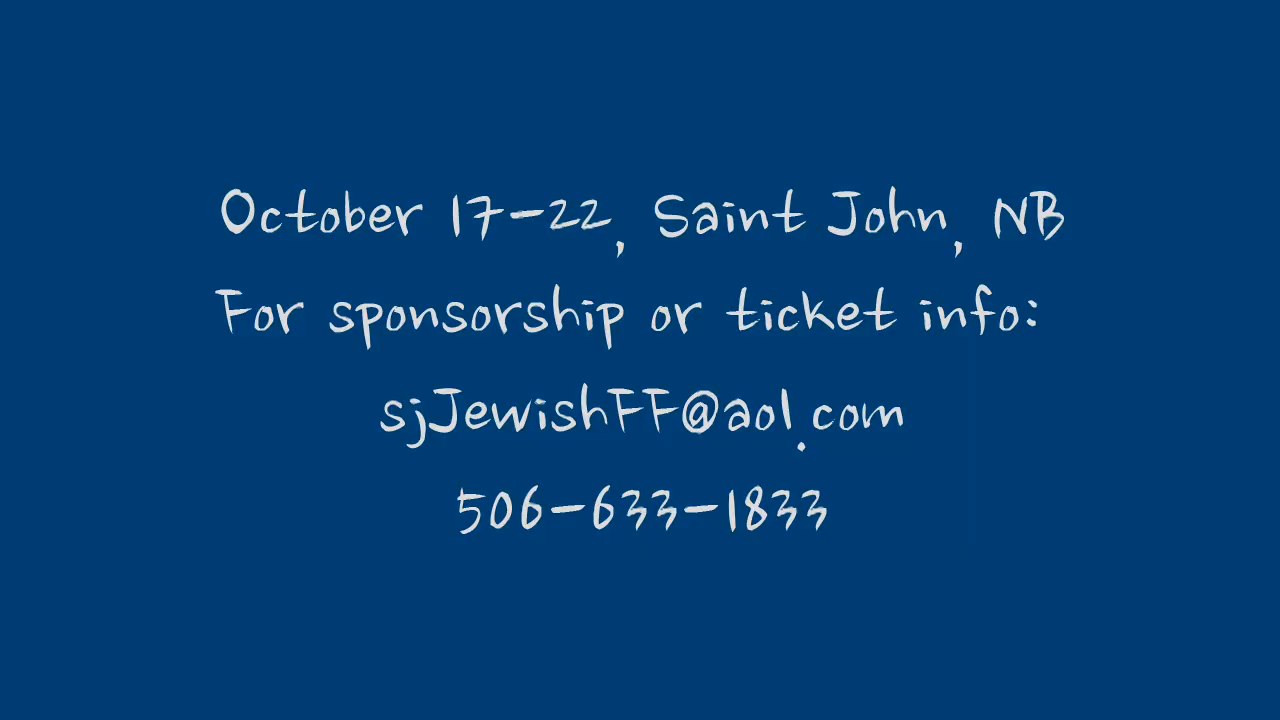 October 17-22, Saint John, NB
For sponsorship or ticket info:
sjJewishFF@aol.com
506-633-1833